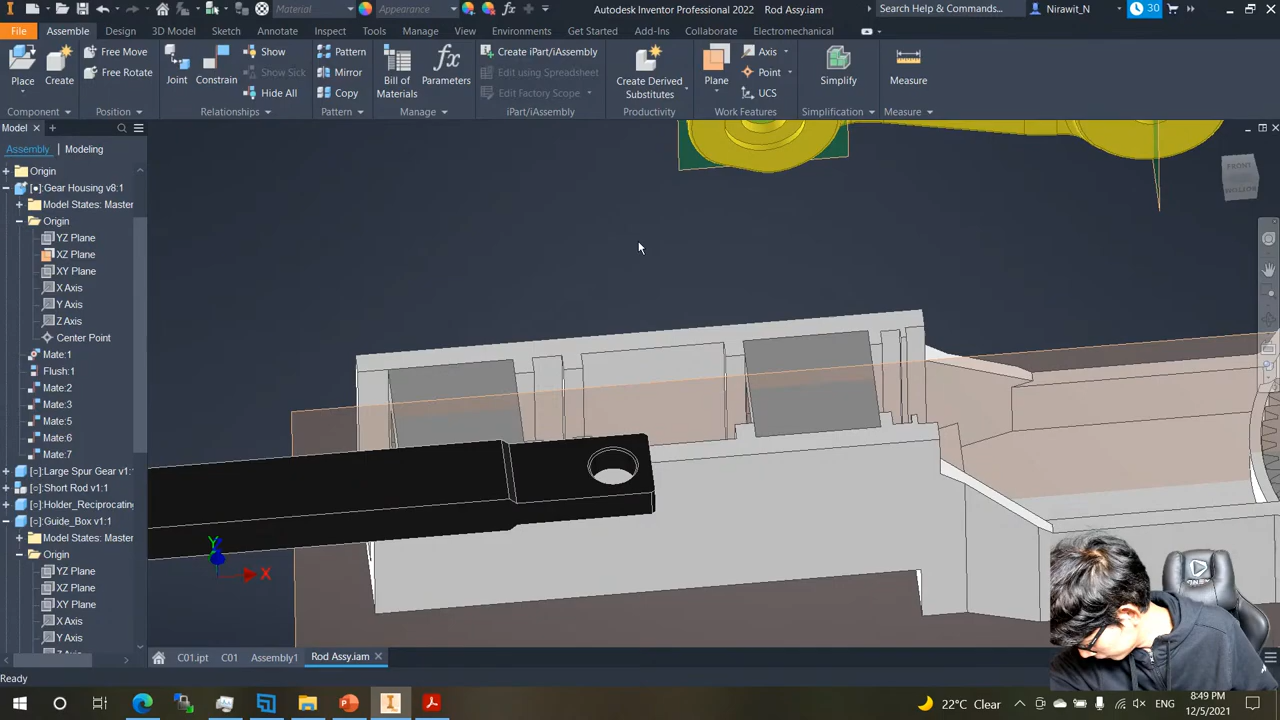 Material
Appearance
Autodesk Inventor Professional 2022 Rod Assy.iam
Search Help & Commands...
Nirawit_N
30
File
Assemble
Design
3D Model
Sketch
Annotate
Inspect
Tools
Manage
View
Environments
Get Started
Add-Ins
Collaborate
Electromechanical
Place
Create
Free Move
Free Rotate
Joint
Constrain
Show
Show Sick
Hide All
Pattern
Mirror
Copy
Bill of Materials
Parameters
Create iPart/iAssembly
Edit using Spreadsheet
Edit Factory Scope
Create Derived Substitutes
Plane
Axis
Point
UCS
Simplify
Measure
Component
Position
Relationships
Pattern
Manage
iPart/iAssembly
Productivity
Work Features
Simplification
Measure
Model
Assembly
Modeling
Origin
[●]:Gear Housing v8:1
Model States: Master
Origin
YZ Plane
XZ Plane
XY Plane
X Axis
Y Axis
Z Axis
Center Point
Mate:1
Flush:1
Mate:2
Mate:3
Mate:5
Mate:6
Mate:7
[○]:Large Spur Gear v1:1
[○]:Short Rod v1:1
[○]:Holder_Reciprocating
[○]:Guide_Box v1:1
Model States: Master
Origin
YZ Plane
XZ Plane
XY Plane
X Axis
Y Axis
FRONT
BOTTOM
Y
X
C01.ipt
C01
Assembly1
Rod Assy.iam
Ready
22°C Clear
ENG
8:49 PM
12/5/2021